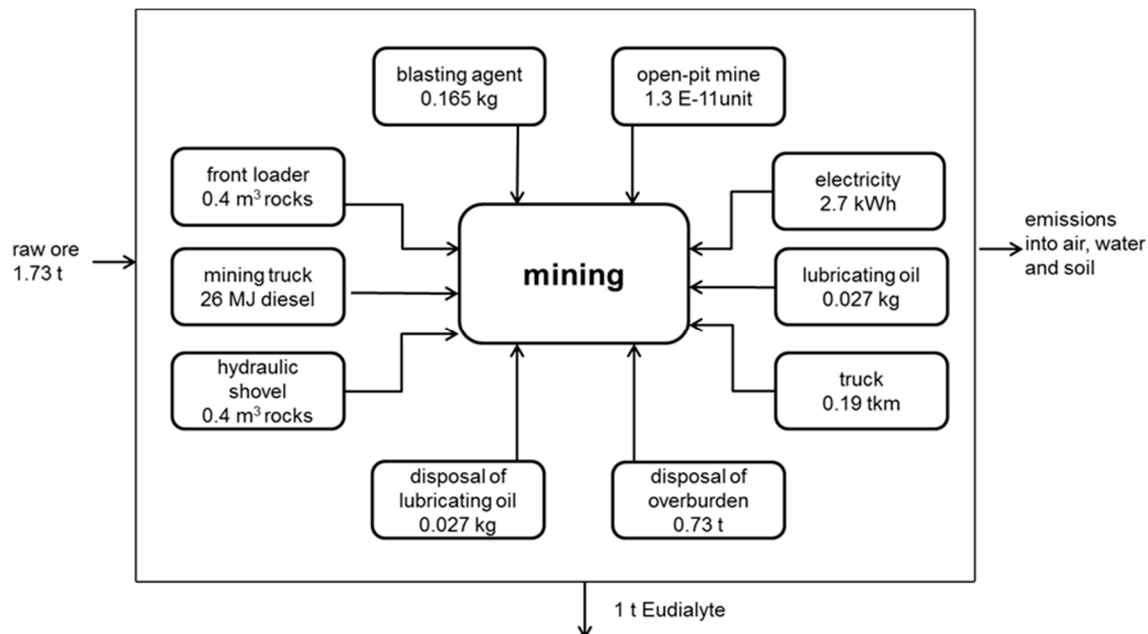 blasting agent
0.165 kg
open-pit mine
1.3 E-11unit
front loader
0.4 m³ rocks
electricity
2.7 kWh
raw ore
1.73 t
mining truck
26 MJ diesel
mining
lubricating oil
0.027 kg
emissions
into air, water
and soil
hydraulic
shovel
0.4 m³ rocks
truck
0.19 tkm
disposal of
lubricating oil
0.027 kg
disposal of
overburden
0.73 t
1 t Eudialyte